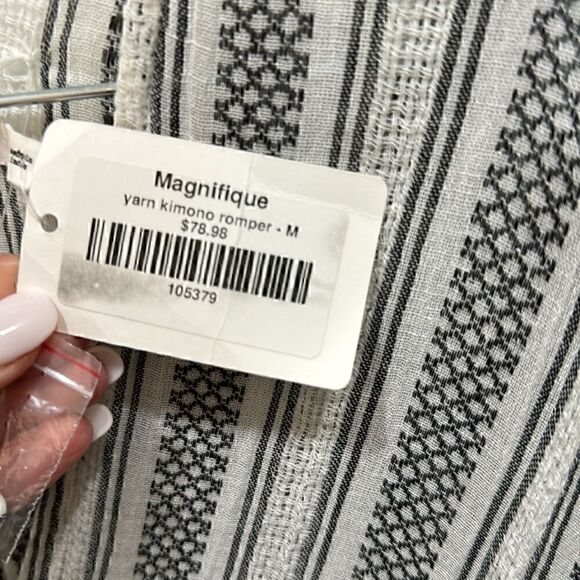 Magnifique
yarn kimono romper - M
$78.98
105379